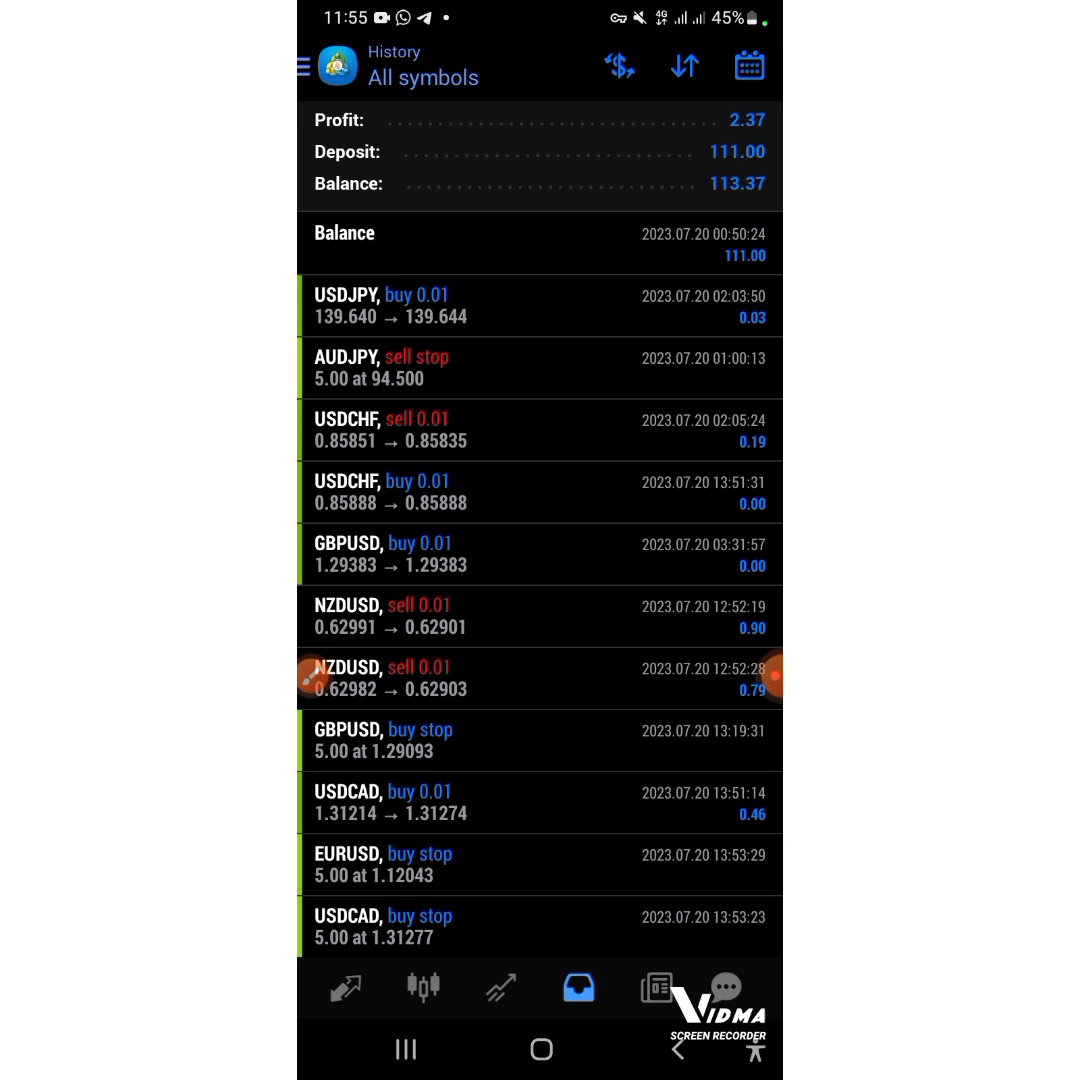 11:55
4G
45%
History
All symbols
Profit: 2.37
Deposit: 111.00
Balance: 113.37
Balance 2023.07.20 00:50:24
111.00
USDJPY, buy 0.01 2023.07.20 02:03:50
139.640 → 139.644 0.03
AUDJPY, sell stop 2023.07.20 01:00:13
5.00 at 94.500
USDCHF, sell 0.01 2023.07.20 02:05:24
0.85851 → 0.85835 0.19
USDCHF, buy 0.01 2023.07.20 13:51:31
0.85888 → 0.85888 0.00
GBPUSD, buy 0.01 2023.07.20 03:31:57
1.29383 → 1.29383 0.00
NZDUSD, sell 0.01 2023.07.20 12:52:19
0.62991 → 0.62901 0.90
NZDUSD, sell 0.01 2023.07.20 12:52:28
0.62982 → 0.62903 0.79
GBPUSD, buy stop 2023.07.20 13:19:31
5.00 at 1.29093
USDCAD, buy 0.01 2023.07.20 13:51:14
1.31214 → 1.31274 0.46
EURUSD, buy stop 2023.07.20 13:53:29
5.00 at 1.12043
USDCAD, buy stop 2023.07.20 13:53:23
5.00 at 1.31277
VIDMA
SCREEN RECORDER